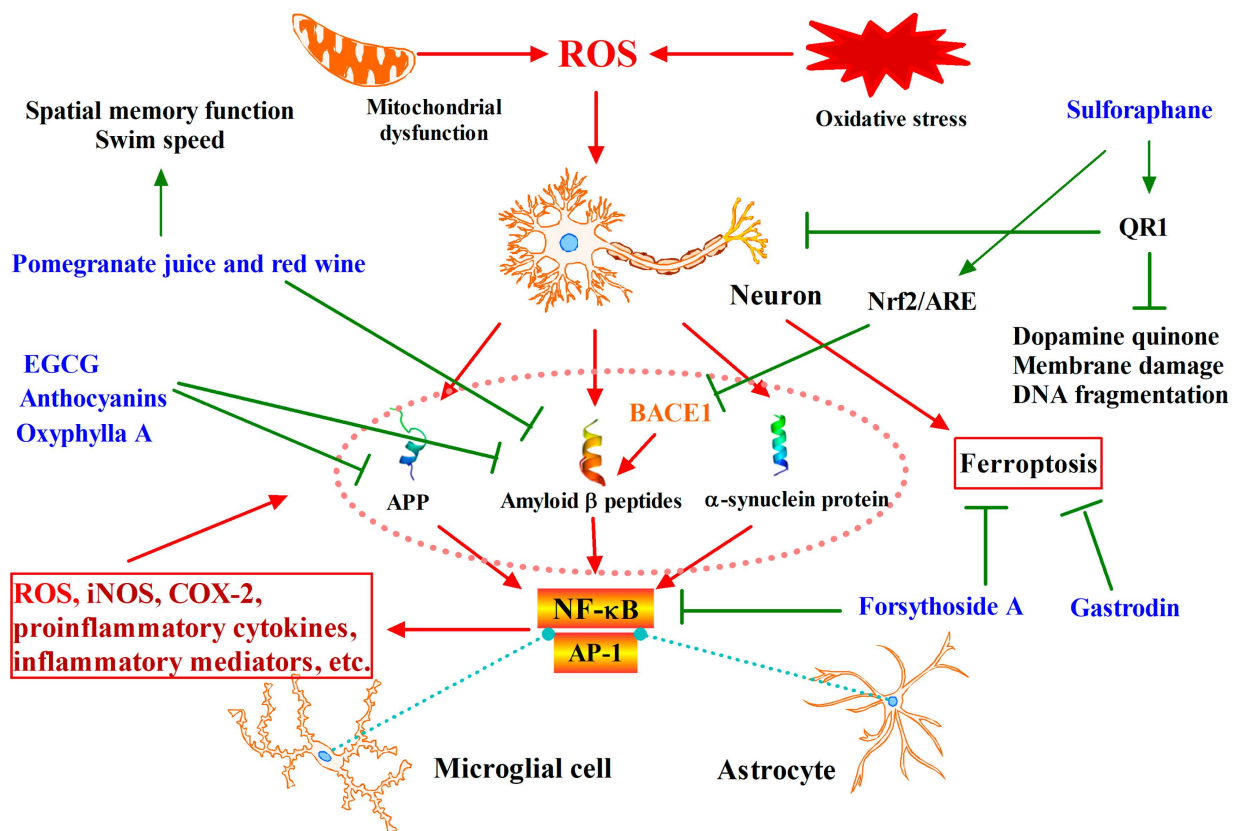 ROS
Mitochondrial
dysfunction
Oxidative stress
Spatial memory function
Swim speed
Sulforaphane
QR1
Pomegranate juice and red wine
Neuron
Nrf2/ARE
Dopamine quinone
Membrane damage
DNA fragmentation
EGCG
Anthocyanins
Oxyphylla A
BACE1
Ferroptosis
APP
Amyloid β peptides
α-synuclein protein
ROS, iNOS, COX-2,
proinflammatory cytokines,
inflammatory mediators, etc.
NF-κB
AP-1
Forsythoside A
Gastrodin
Microglial cell
Astrocyte